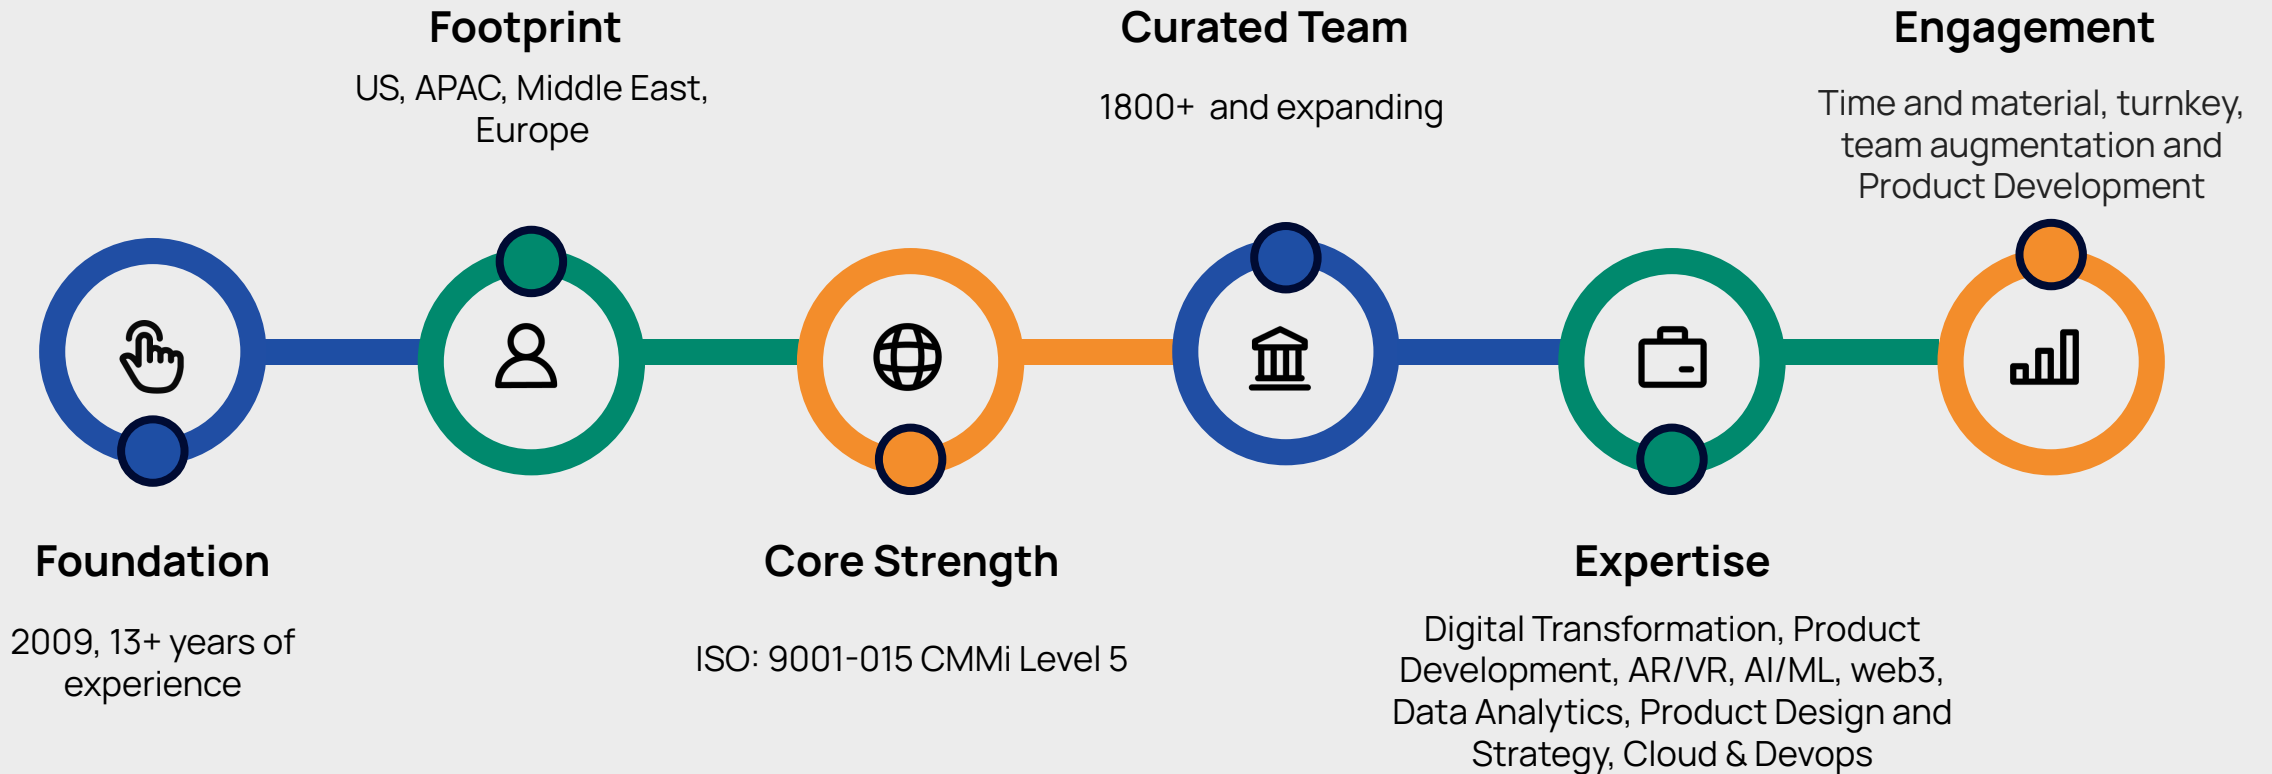 Foundation
2009, 13+ years of
experience
Footprint
US, APAC, Middle East,
Europe
Core Strength
ISO: 9001-015 CMMi Level 5
Curated Team
1800+ and expanding
Expertise
Digital Transformation, Product
Development, AR/VR, AI/ML, web3,
Data Analytics, Product Design and
Strategy, Cloud & Devops
Engagement
Time and material, turnkey,
team augmentation and
Product Development